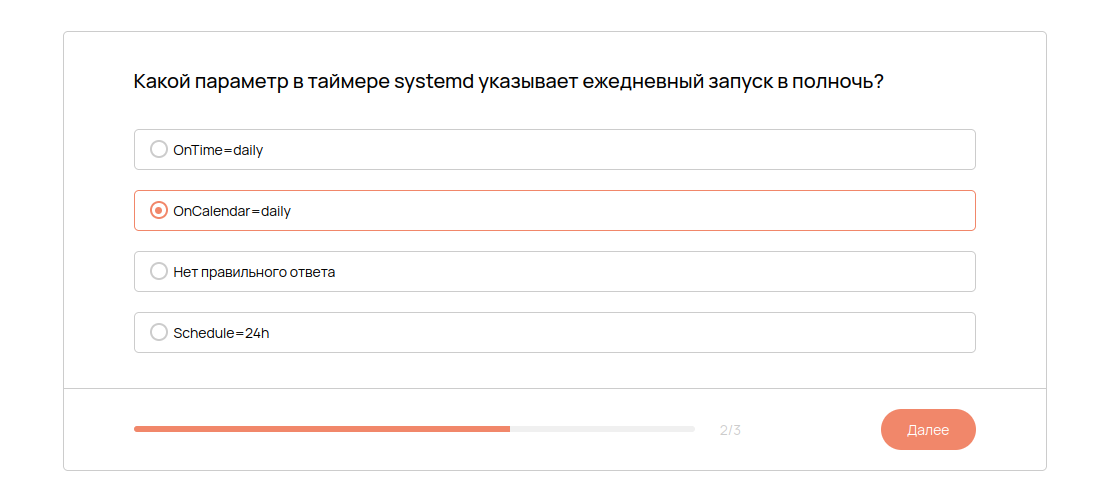 Какой параметр в таймере systemd указывает ежедневный запуск в полночь?
OnTime=daily
OnCalendar=daily
Нет правильного ответа
Schedule=24h
2/3
Далее